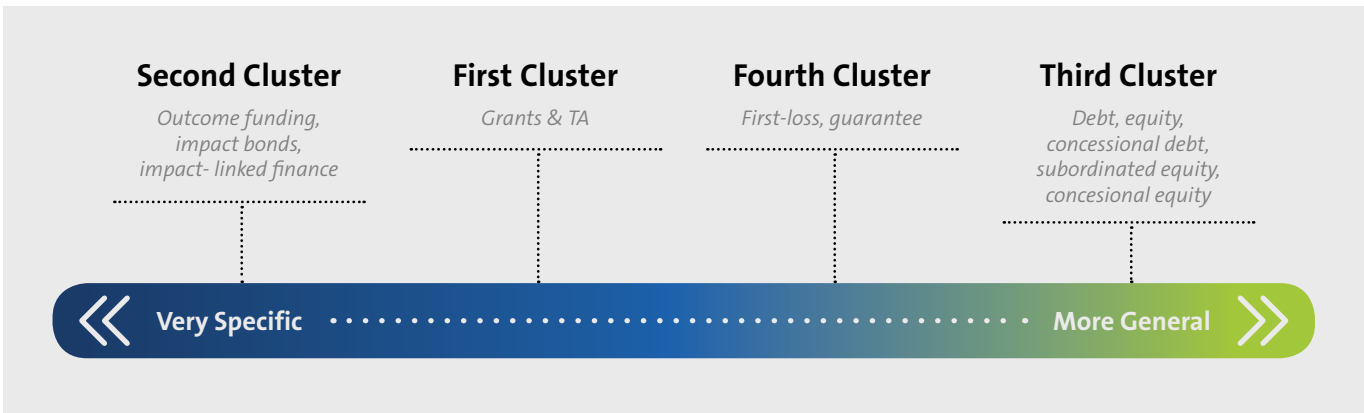 Second Cluster
Outcome funding,
impact bonds,
impact- linked finance
First Cluster
Grants & TA
Fourth Cluster
First-loss, guarantee
Third Cluster
Debt, equity,
concessional debt,
subordinated equity,
concesional equity
Very Specific
More General